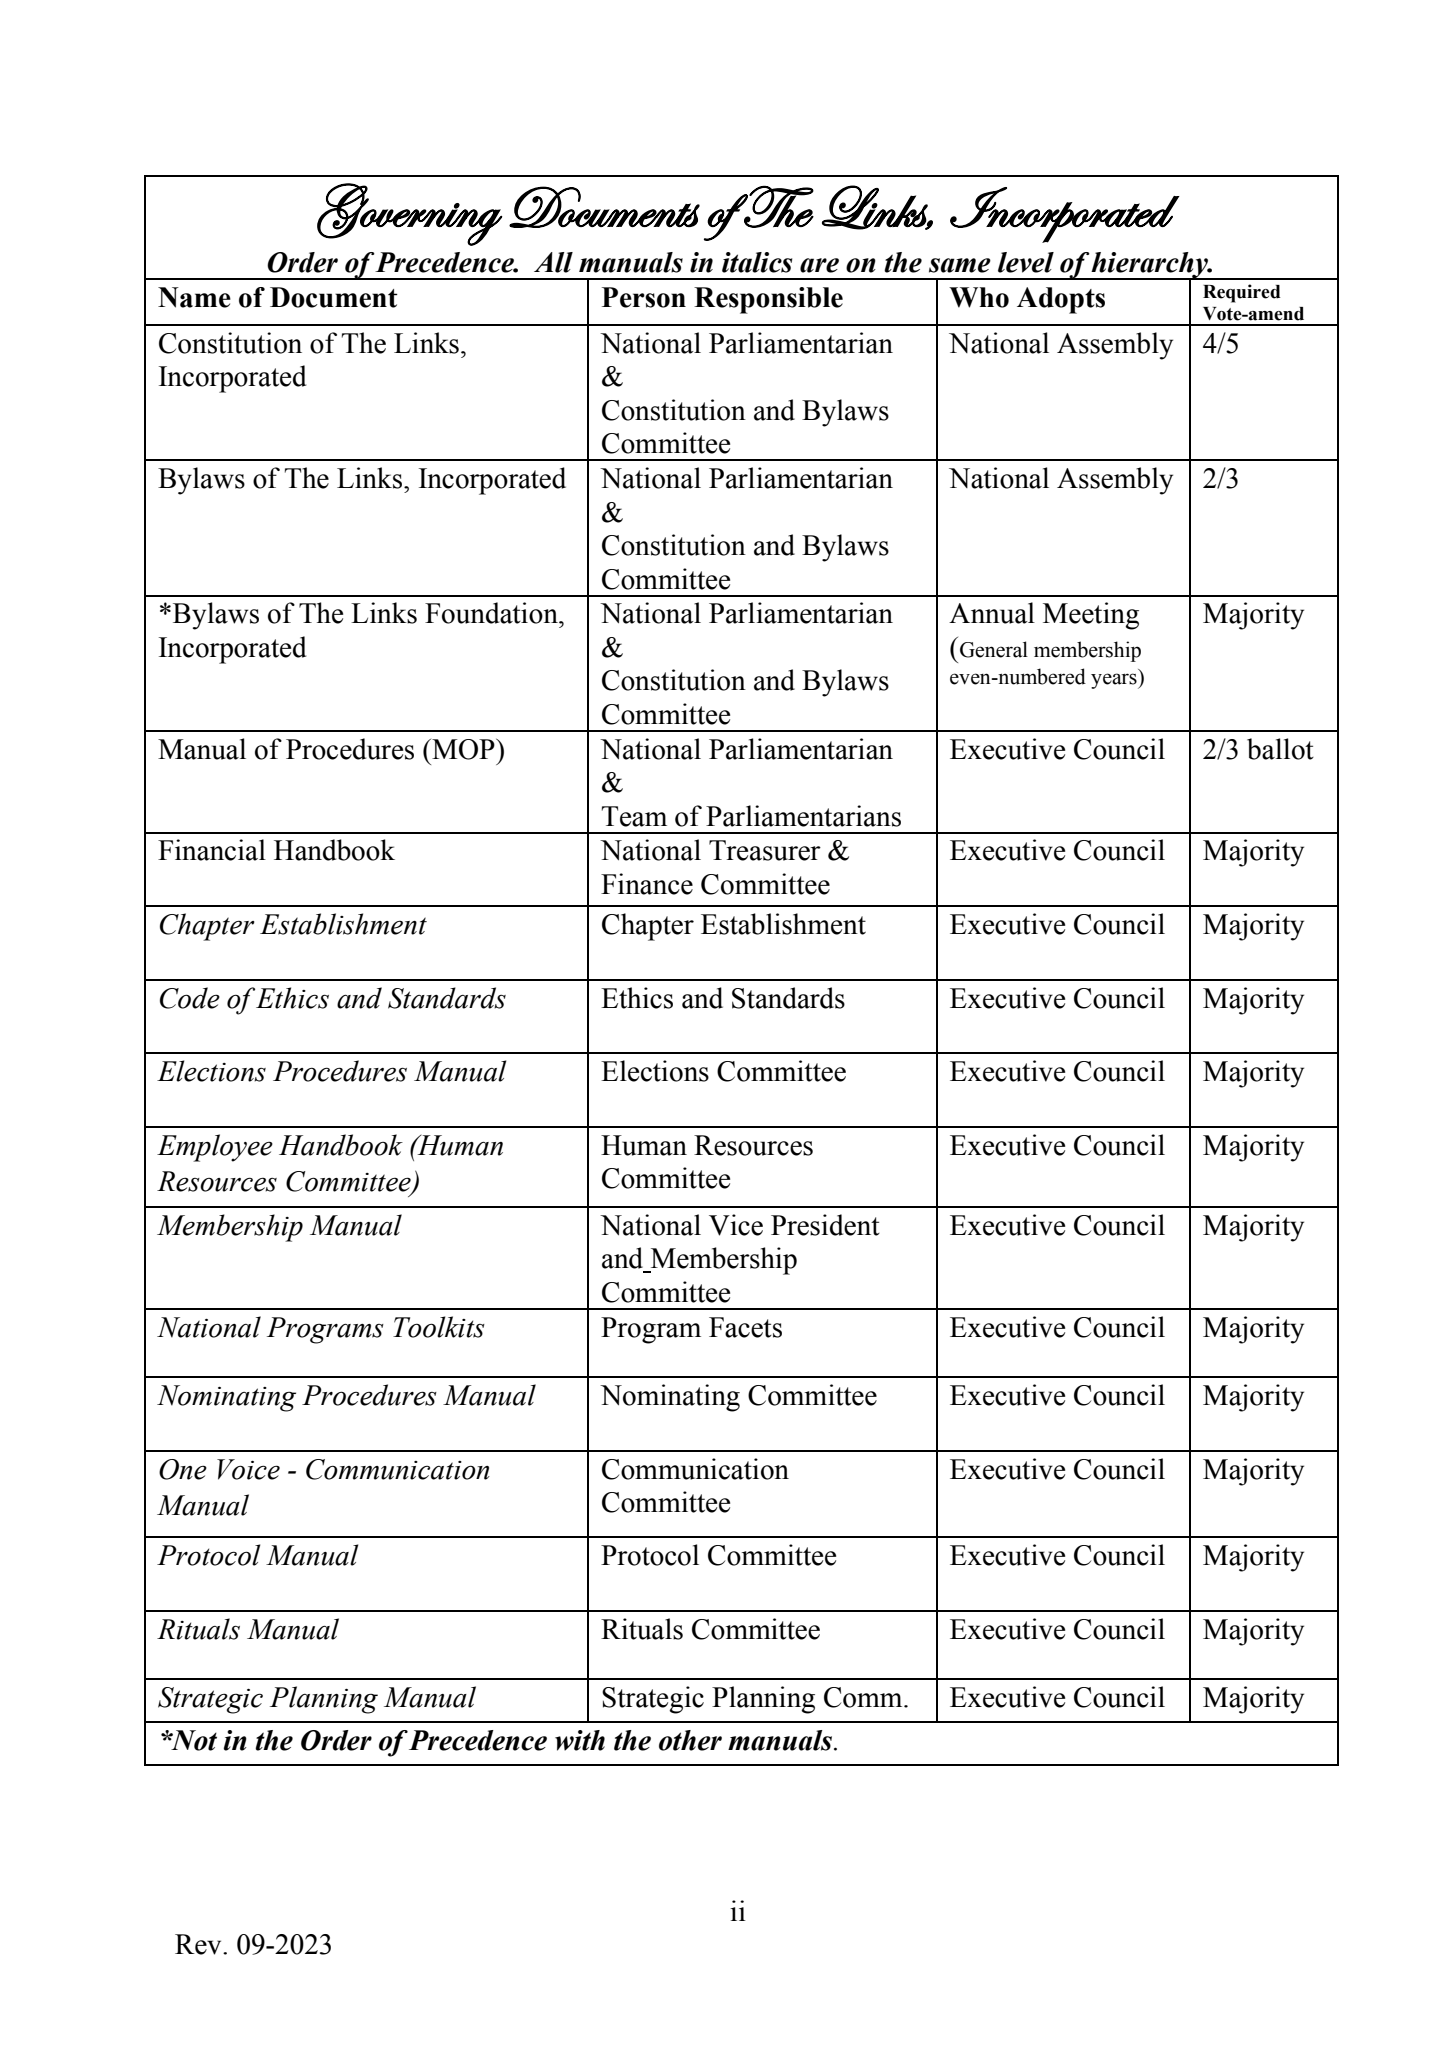 Governing Documents of The Links, Incorporated
Order of Precedence.  All manuals in italics are on the same level of hierarchy.
Name of Document
Person Responsible
Who Adopts
Required
Vote-amend
Constitution of The Links,
Incorporated
National Parliamentarian
&
Constitution and Bylaws
Committee
National Assembly
4/5
Bylaws of The Links, Incorporated
National Parliamentarian
&
Constitution and Bylaws
Committee
National Assembly
2/3
*Bylaws of The Links Foundation,
Incorporated
National Parliamentarian
&
Constitution and Bylaws
Committee
Annual Meeting
(General membership
even-numbered years)
Majority
Manual of Procedures (MOP)
National Parliamentarian
&
Team of Parliamentarians
Executive Council
2/3 ballot
Financial Handbook
National Treasurer &
Finance Committee
Executive Council
Majority
Chapter Establishment
Chapter Establishment
Executive Council
Majority
Code of Ethics and Standards
Ethics and Standards
Executive Council
Majority
Elections Procedures Manual
Elections Committee
Executive Council
Majority
Employee Handbook (Human
Resources Committee)
Human Resources
Committee
Executive Council
Majority
Membership Manual
National Vice President
and Membership
Committee
Executive Council
Majority
National Programs Toolkits
Program Facets
Executive Council
Majority
Nominating Procedures Manual
Nominating Committee
Executive Council
Majority
One Voice - Communication
Manual
Communication
Committee
Executive Council
Majority
Protocol Manual
Protocol Committee
Executive Council
Majority
Rituals Manual
Rituals Committee
Executive Council
Majority
Strategic Planning Manual
Strategic Planning Comm.
Executive Council
Majority
*Not in the Order of Precedence with the other manuals.
ii
Rev. 09-2023